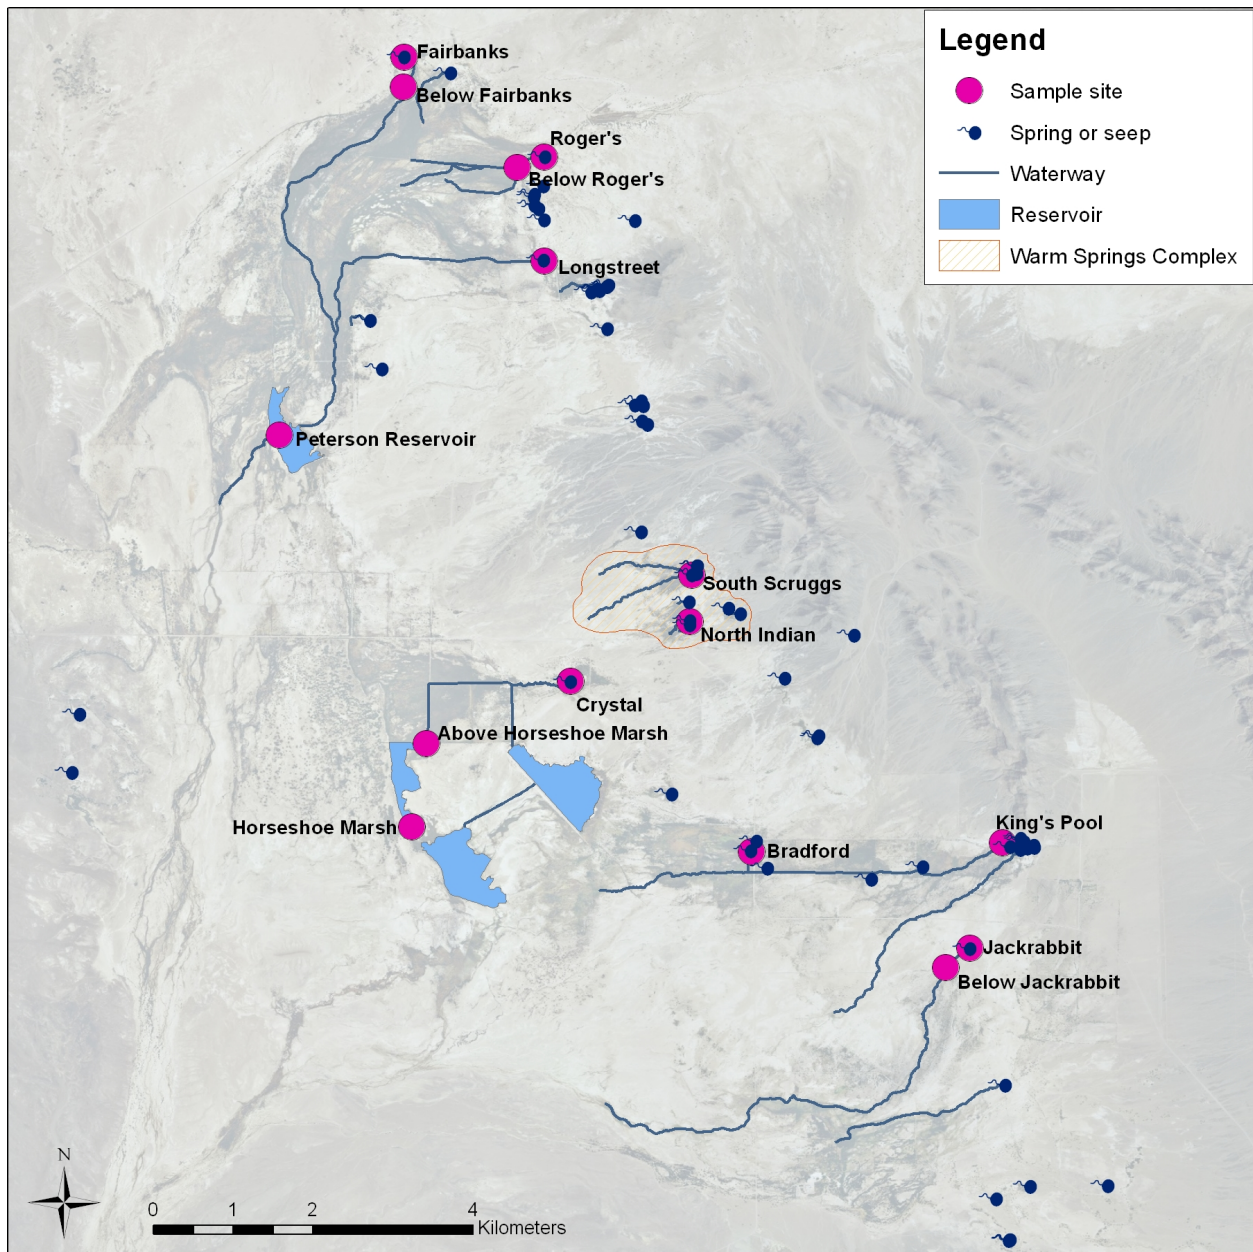 Legend
Sample site
Spring or seep
Waterway
Reservoir
Warm Springs Complex
Fairbanks
Below Fairbanks
Roger's
Below Roger's
Longstreet
Peterson Reservoir
South Scruggs
North Indian
Crystal
Above Horseshoe Marsh
Horseshoe Marsh
King's Pool
Bradford
Jackrabbit
Below Jackrabbit
N
0 1 2 4
Kilometers